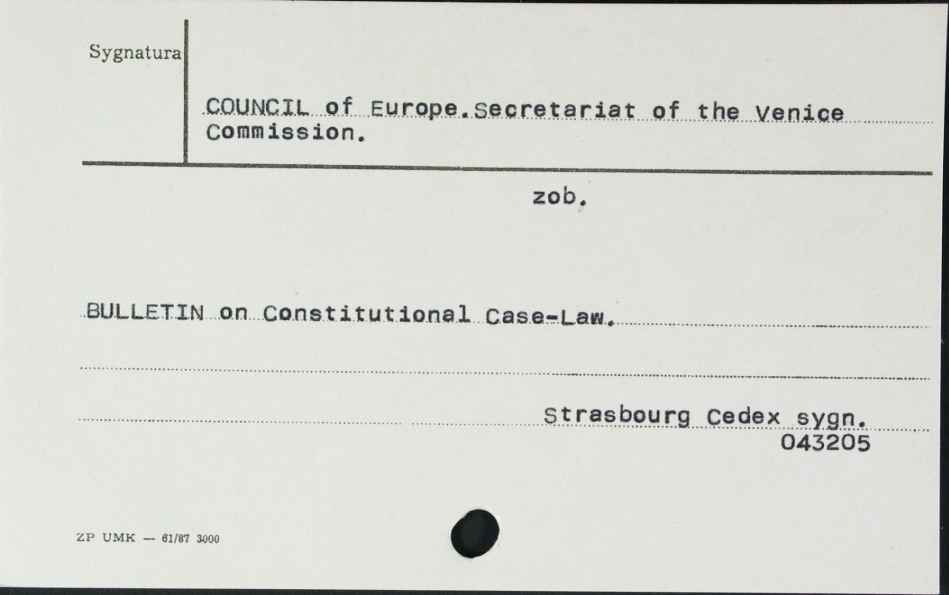 Sygnatura
COUNCIL of Europe.Secretariat of the Venice
Commission.
zob.
BULLETIN on Constitutional Case-Law.
Strasbourg Cedex sygn.
043205
ZP UMK — 61/87 3000